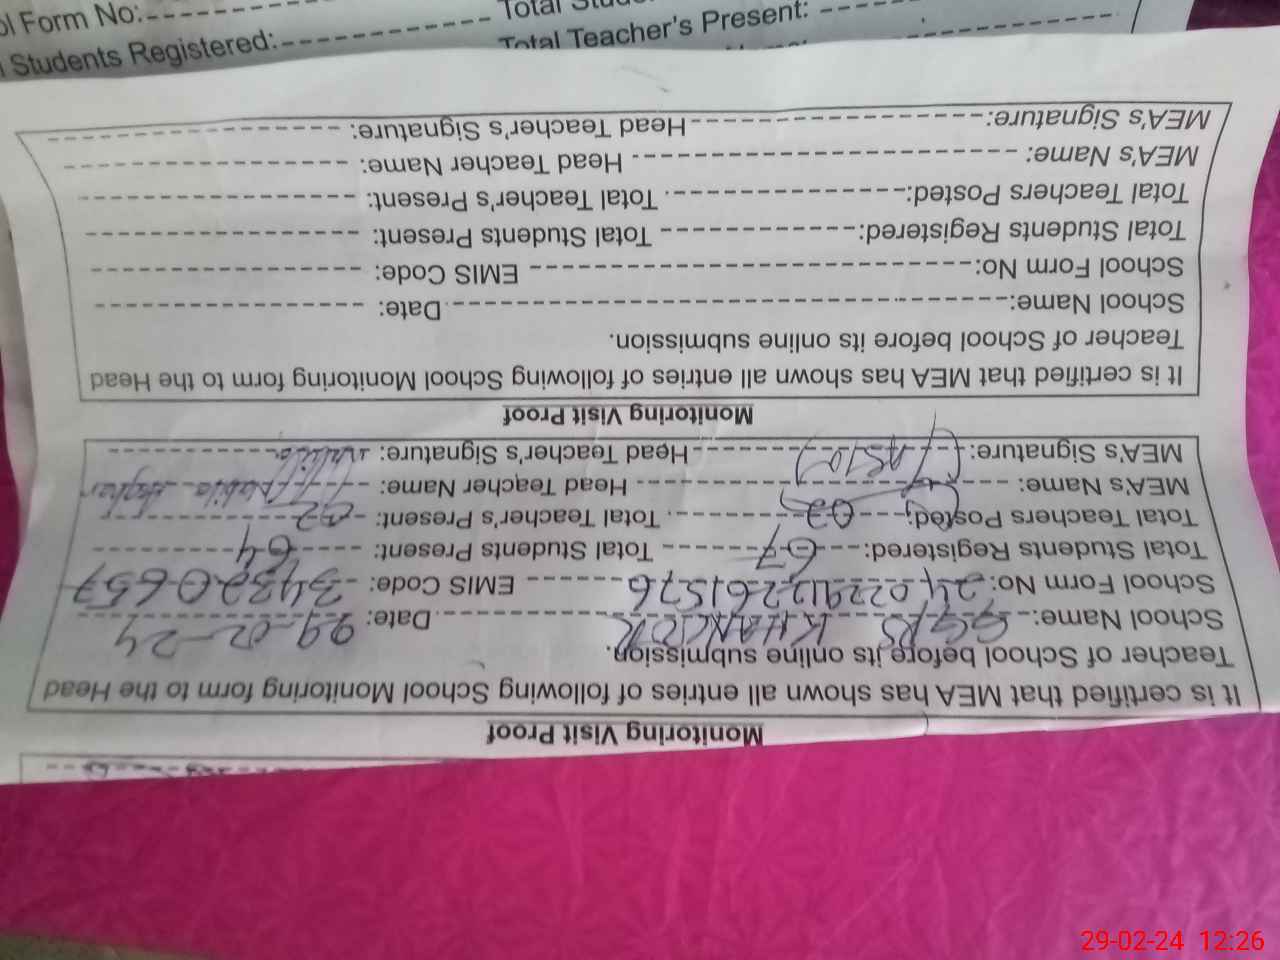 ol Form No:
Students Registered:
Total Teacher's Present:
Monitoring Visit Proof
It is certified that MEA has shown all entries of following School Monitoring form to the Head
Teacher of School before its online submission.
School Name: GGPS Date: 29-02-24
School Form No: EMIS Code: 34320657
Total Students Registered: 67 Total Students Present: 64
Total Teachers Posted: 02 Total Teacher's Present: 02
MEA's Name: Head Teacher Name:
MEA's Signature: Head Teacher's Signature:
Monitoring Visit Proof
It is certified that MEA has shown all entries of following School Monitoring form to the Head
Teacher of School before its online submission.
School Name: Date:
School Form No: EMIS Code:
Total Students Registered: Total Students Present:
Total Teachers Posted: Total Teacher's Present:
MEA's Name: Head Teacher Name:
MEA's Signature: Head Teacher's Signature:
29-02-24 12:26